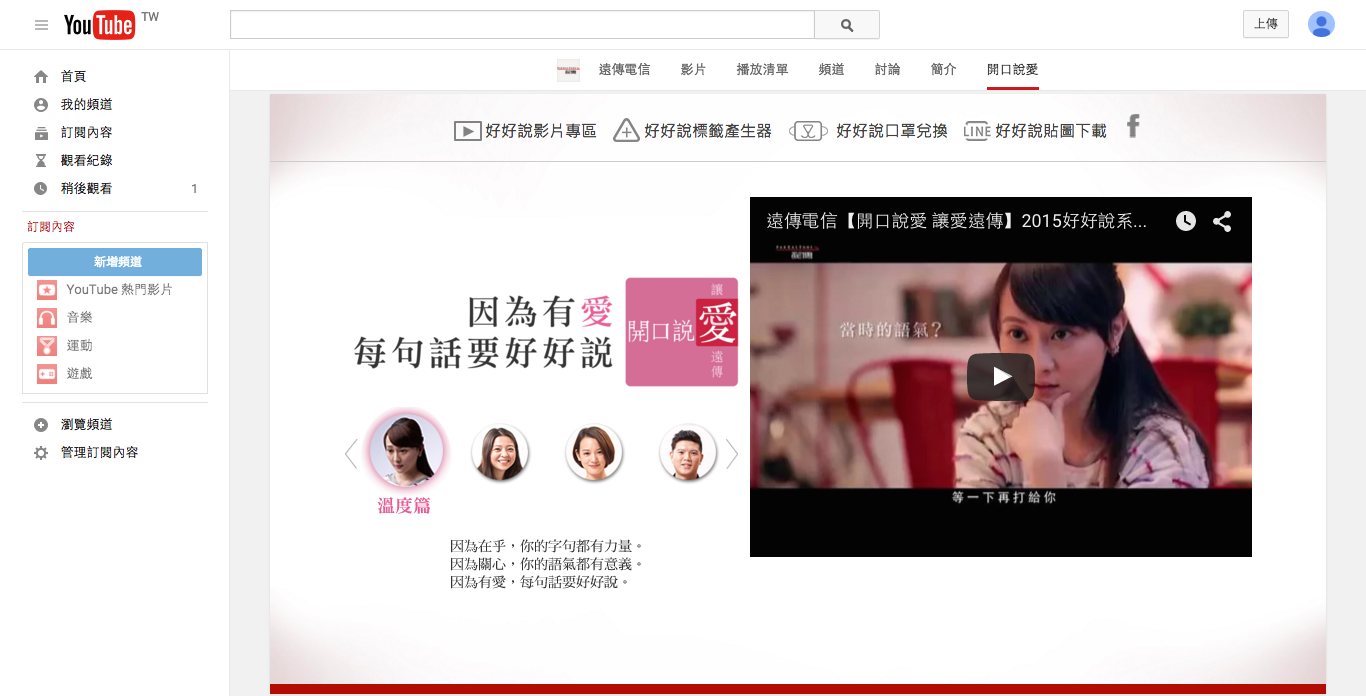 YouTube TW
上傳
首頁
我的頻道
訂閱內容
觀看紀錄
稍後觀看 1
訂閱內容
新增頻道
YouTube 熱門影片
音樂
運動
遊戲
瀏覽頻道
管理訂閱內容
遠傳電信 影片 播放清單 頻道 討論 簡介 開口說愛
好好說影片專區 好好說標籤產生器 好好說口罩兌換 LINE 好好說貼圖下載 f
因為有愛
每句話要好好說
讓
開口説愛
遠傳
溫度篇
因為在乎，你的字句都有力量。
因為關心，你的語氣都有意義。
因為有愛，每句話要好好說。
遠傳電信【開口說愛 讓愛遠傳】2015好好說系...
當時的語氣？
等一下再打給你